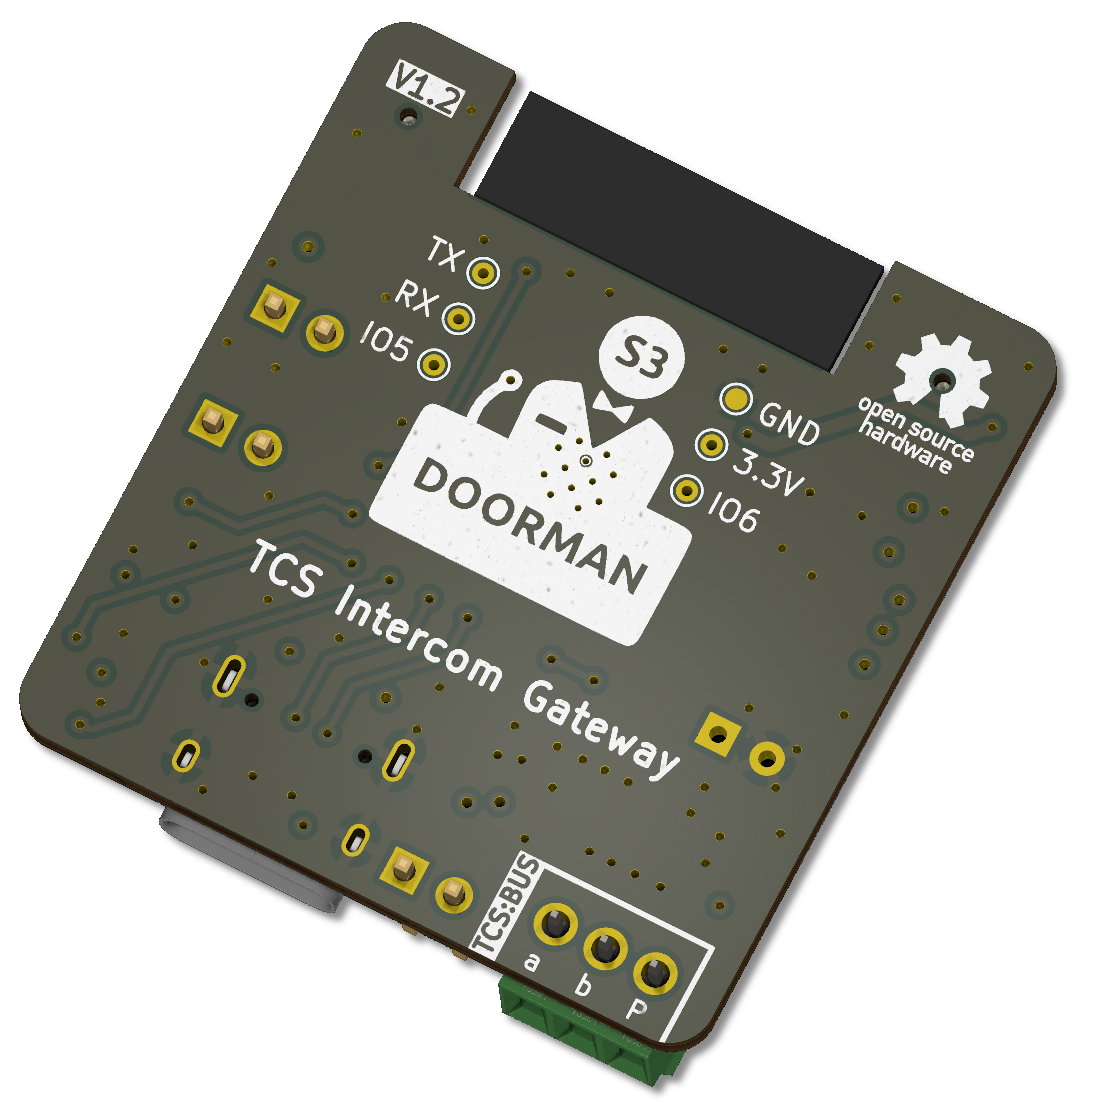 V1.2
TX
RX
IO5
S3
GND
3.3V
IO6
open source
hardware
DOORMAN
TCS Intercom Gateway
TCS:BUS
a
b
P